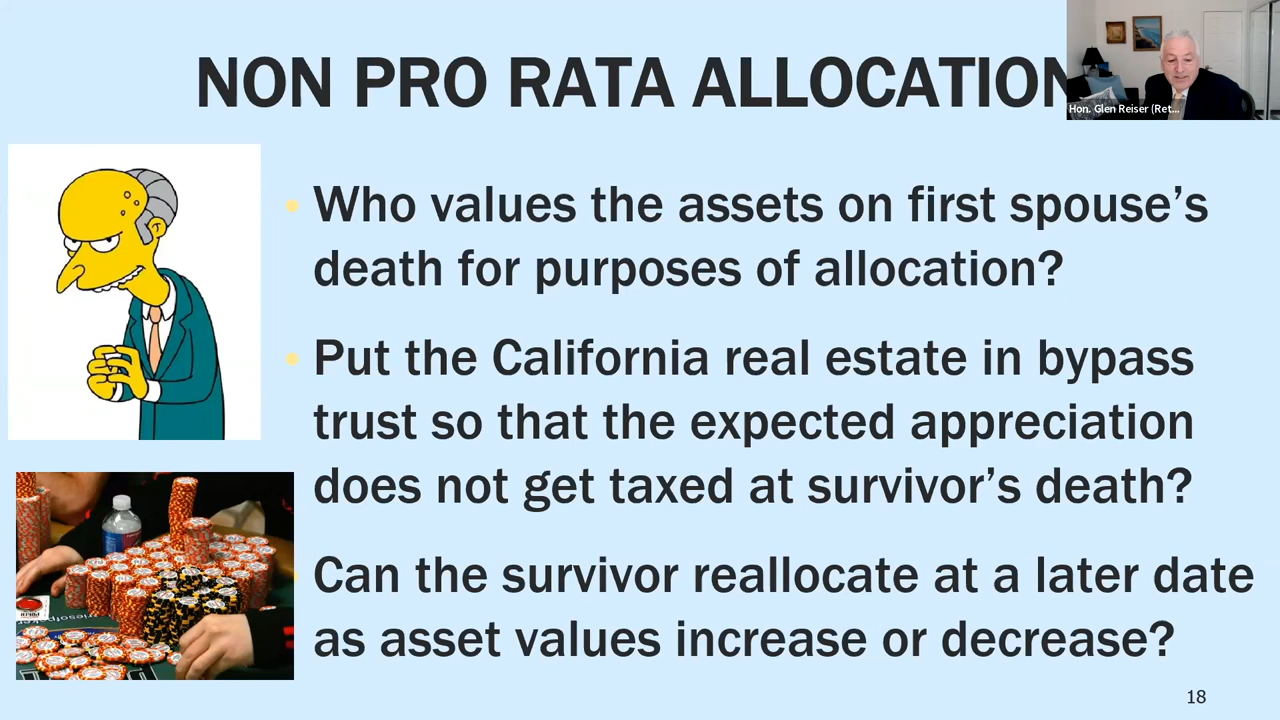 NON PRO RATA ALLOCATION
Hon. Glen Reiser (Ret...
Who values the assets on first spouse’s
death for purposes of allocation?
Put the California real estate in bypass
trust so that the expected appreciation
does not get taxed at survivor’s death?
Can the survivor reallocate at a later date
as asset values increase or decrease?
18